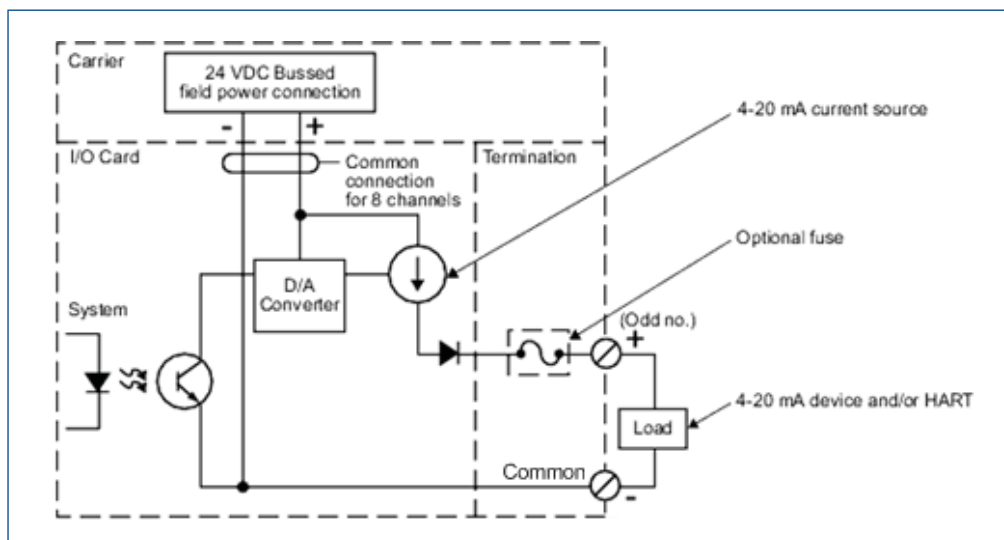 Carrier
24 VDC Bussed
field power connection
- +
4-20 mA current source
I/O Card
Common
connection
for 8 channels
Termination
Optional fuse
D/A
Converter
System
(Odd no.)
+
4-20 mA device and/or HART
Load
Common
-